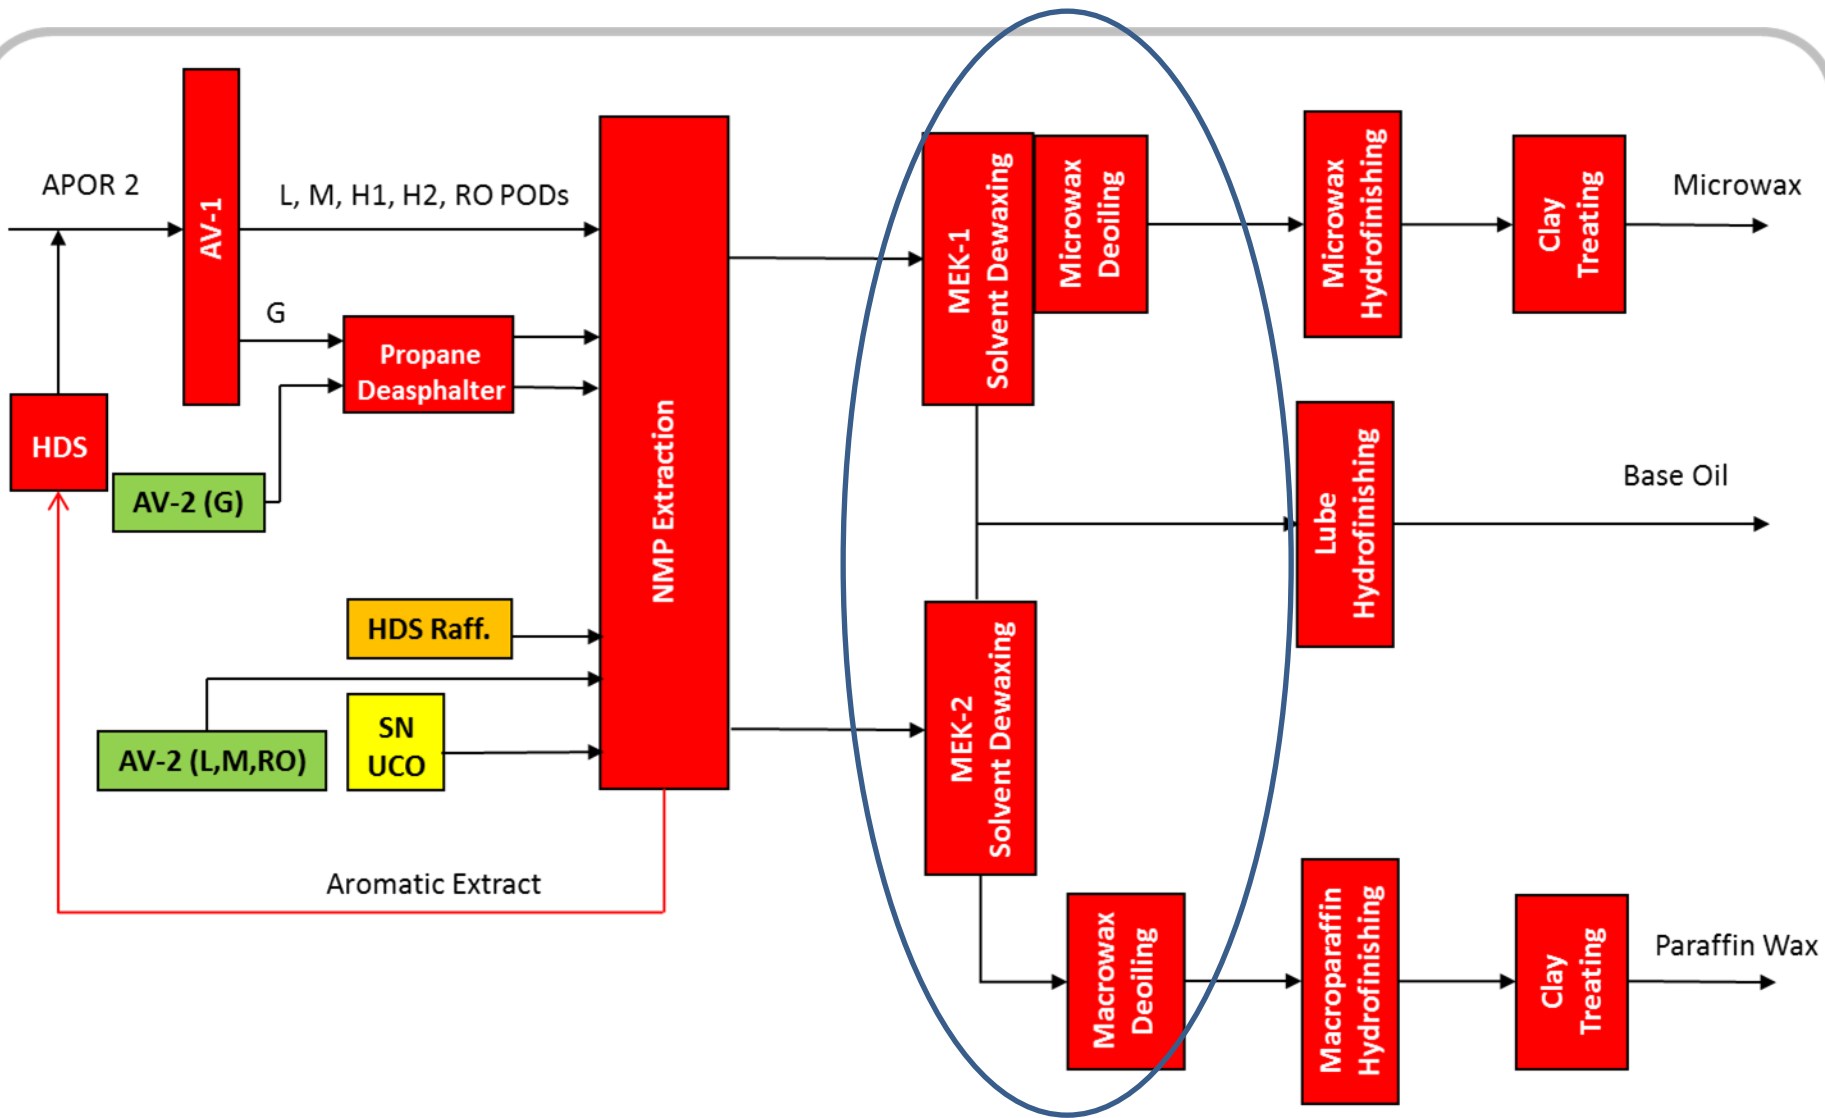 APOR 2
AV-1
L, M, H1, H2, RO PODs
G
Propane
Deasphalter
HDS
AV-2 (G)
NMP Extraction
HDS Raff.
AV-2 (L,M,RO)
SN
UCO
Aromatic Extract
MEK-1
Solvent Dewaxing
Microwax
Deoiling
Microwax
Hydrofinishing
Clay
Treating
Microwax
Lube
Hydrofinishing
Base Oil
MEK-2
Solvent Dewaxing
Macrowax
Deoiling
Macroparaffin
Hydrofinishing
Clay
Treating
Paraffin Wax